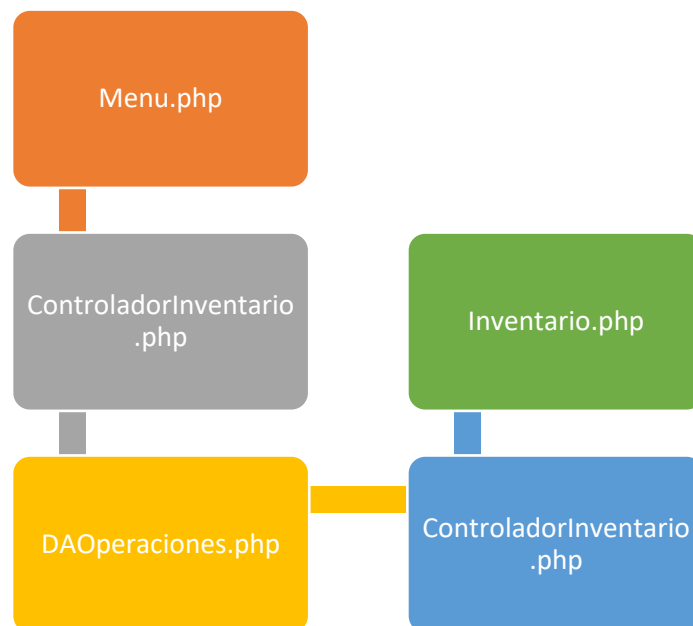 Menu.php
ControladorInventario
.php
DAOperaciones.php
ControladorInventario
.php
Inventario.php